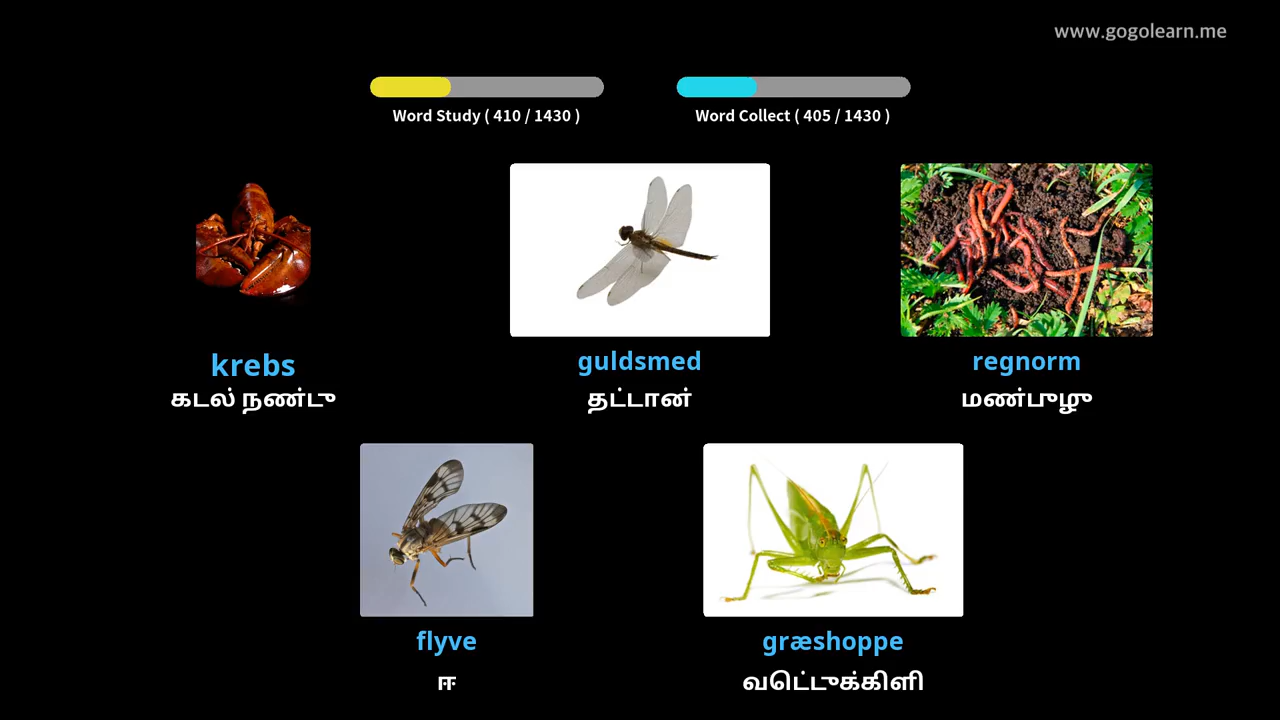 www.gogolearn.me
Word Study ( 410 / 1430 )
Word Collect ( 405 / 1430 )
krebs
guldsmed
regnorm
கடல் நண்டு
தட்டான்
மண்புழு
flyve
græshoppe
ஈ
வெட்டுக்கிளி